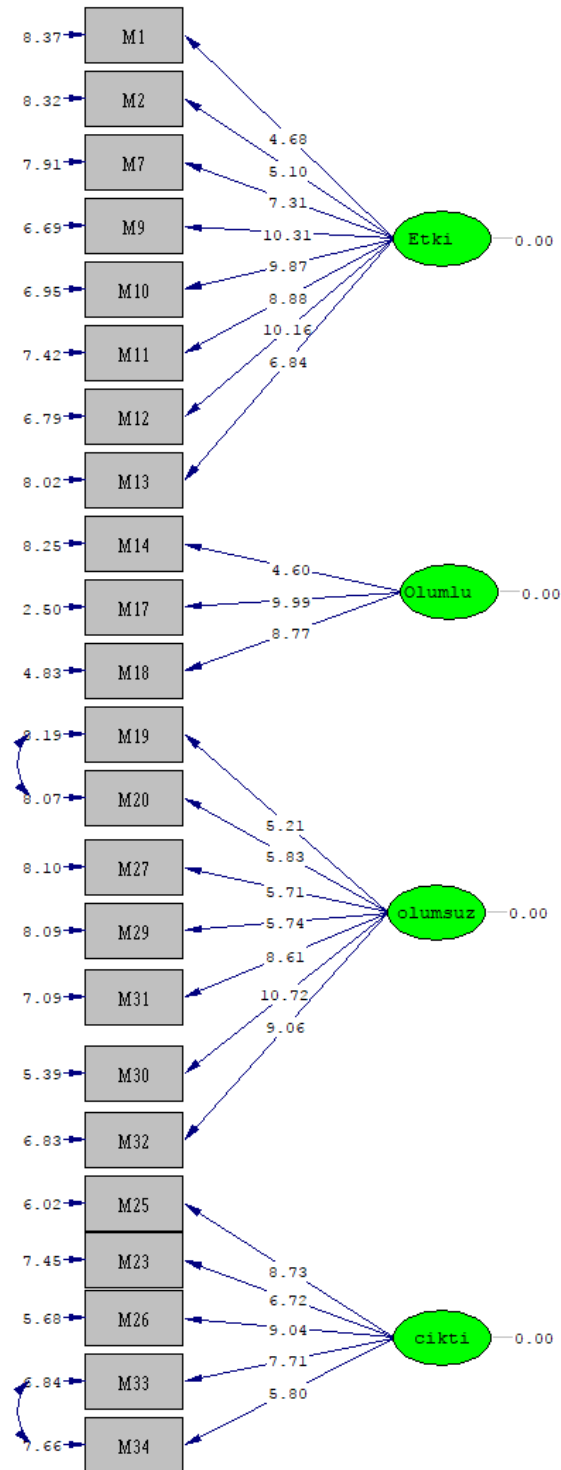 8.37 M1
8.32 M2
4.68
7.91 M7
5.10
7.31
6.69 M9
10.31
Etki 0.00
9.87
6.95 M10
8.88
10.16
7.42 M11
6.84
6.79 M12
8.02 M13
8.25 M14
4.60
Olumlu 0.00
2.50 M17
9.99
8.77
4.83 M18
8.19 M19
8.07 M20
5.21
5.83
8.10 M27
5.71
olumsuz 0.00
8.09 M29
5.74
8.61
7.09 M31
10.72
9.06
5.39 M30
6.83 M32
6.02 M25
7.45 M23
8.73
6.72
5.68 M26
9.04
cikti 0.00
7.71
6.84 M33
5.80
7.66 M34